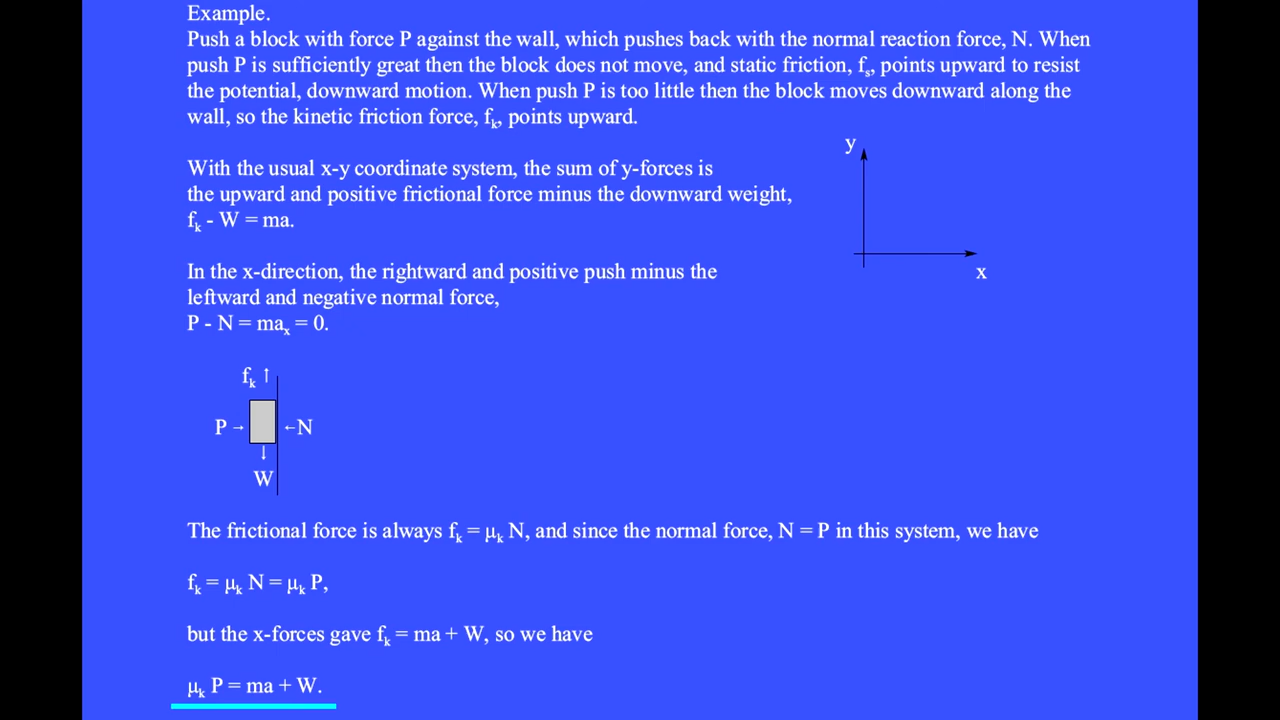 Example.
Push a block with force P against the wall, which pushes back with the normal reaction force, N. When
push P is sufficiently great then the block does not move, and static friction, fₛ, points upward to resist
the potential, downward motion. When push P is too little then the block moves downward along the
wall, so the kinetic friction force, fₖ, points upward.
With the usual x-y coordinate system, the sum of y-forces is
the upward and positive frictional force minus the downward weight,
fₖ - W = ma.
y
x
In the x-direction, the rightward and positive push minus the
leftward and negative normal force,
P - N = maₓ = 0.
fₖ ↑
P → ←N
↓
W
The frictional force is always fₖ = μₖ N, and since the normal force, N = P in this system, we have
fₖ = μₖ N = μₖ P,
but the x-forces gave fₖ = ma + W, so we have
μₖ P = ma + W.